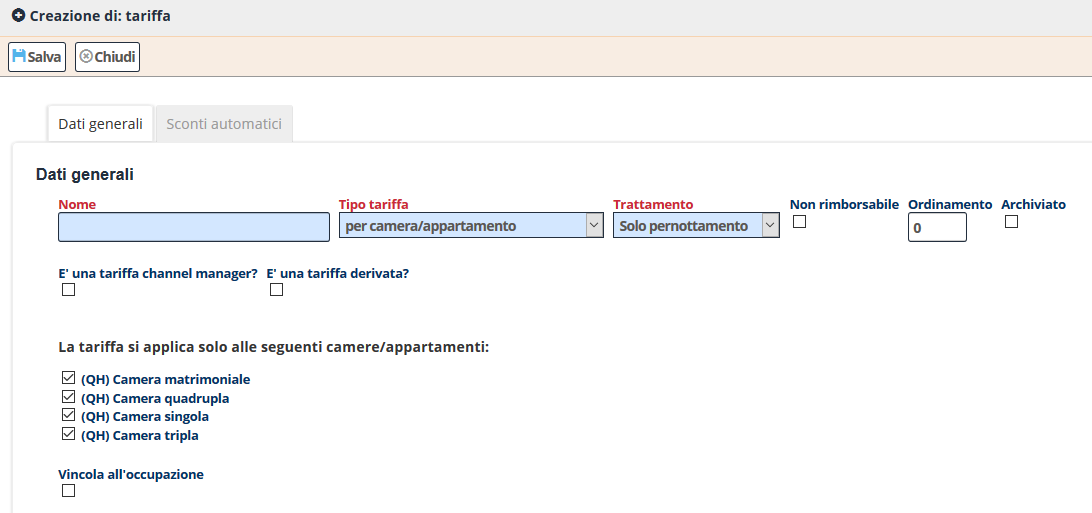 Creazione di: tariffa
Salva Chiudi
Dati generali Sconti automatici
Dati generali
Nome Tipo tariffa Trattamento Non rimborsabile Ordinamento Archiviato
per camera/appartamento Solo pernottamento 0
E' una tariffa channel manager? E' una tariffa derivata?
La tariffa si applica solo alle seguenti camere/appartamenti:
(QH) Camera matrimoniale
(QH) Camera quadrupla
(QH) Camera singola
(QH) Camera tripla
Vincola all'occupazione